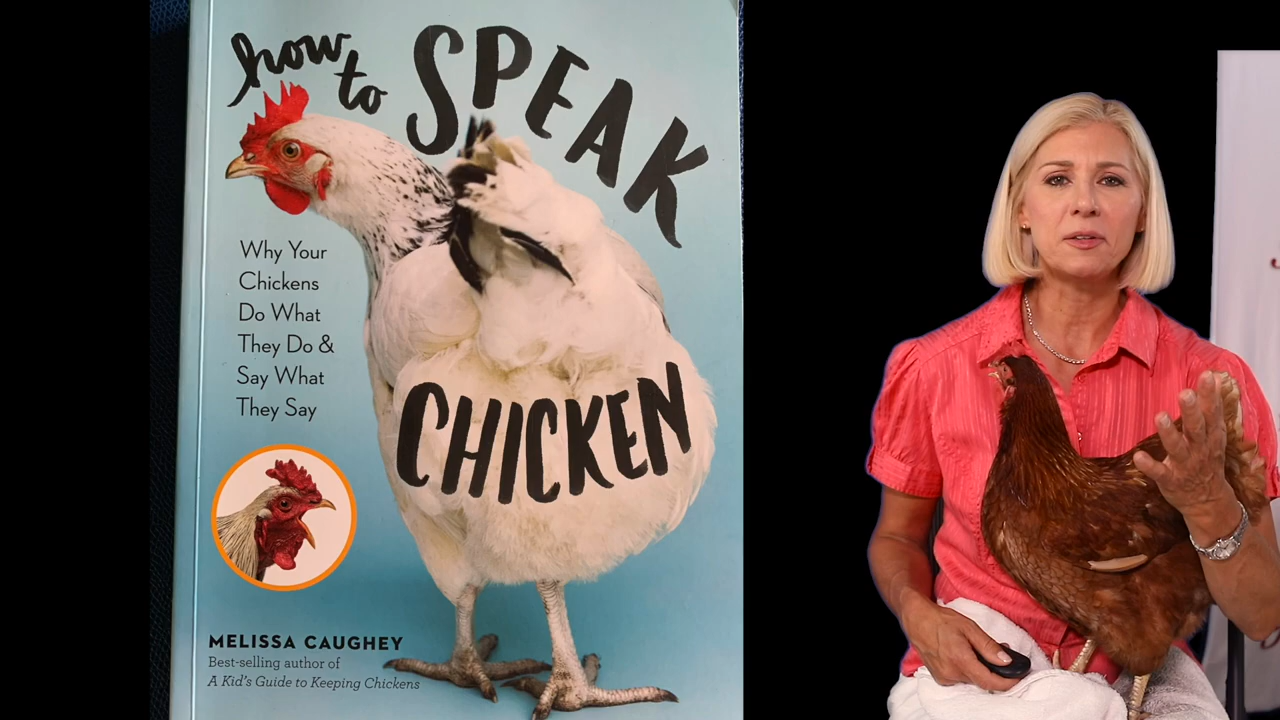 how
to
SPEAK
Why Your
Chickens
Do What
They Do &
Say What
They Say
CHICKEN
MELISSA CAUGHEY
Best-selling author of
A Kid's Guide to Keeping Chickens